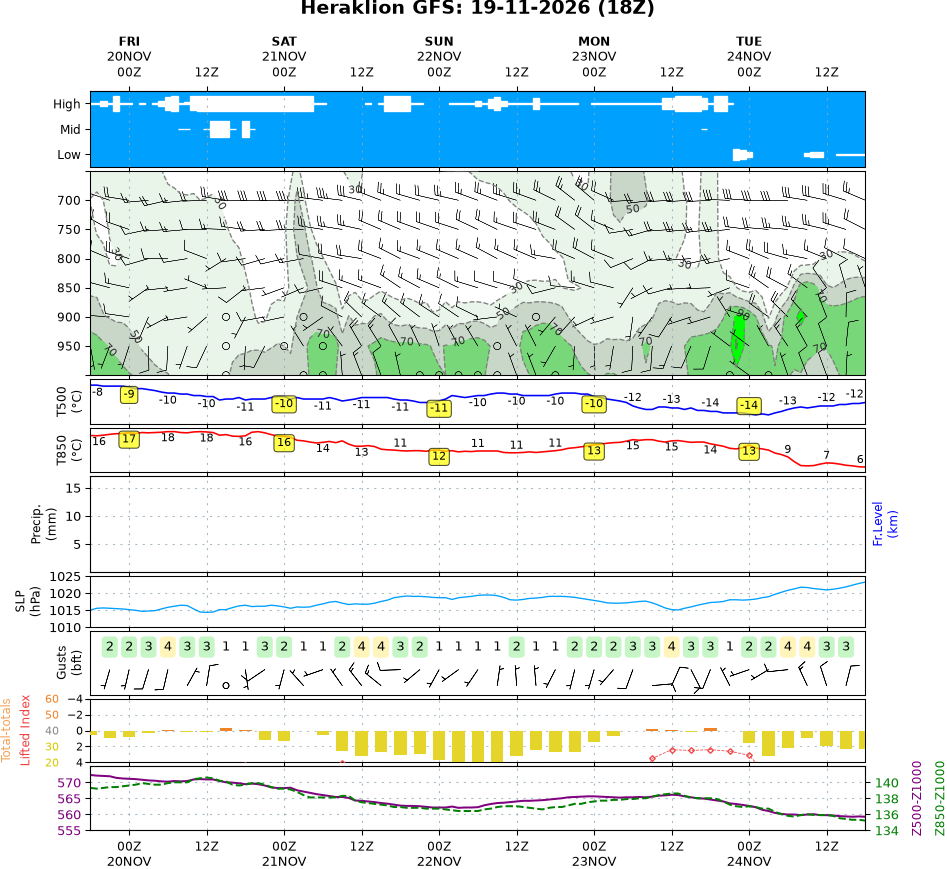 Heraklion GFS: 19-11-2026 (18Z)
FRI SAT SUN MON TUE
20NOV 21NOV 22NOV 23NOV 24NOV
00Z 12Z 00Z 12Z 00Z 12Z 00Z 12Z 00Z 12Z
High
Mid
Low
700
750
800
850
900
950
30 30 30 30 50
30 30 30 30
50 70 70 70 70 70 90 70 70
T500
(°C)
-8 -9 -10 -10 -11 -10 -11 -11 -11 -11 -10 -10 -10 -10 -12 -13 -14 -14 -13 -12 -12
T850
(°C)
16 17 18 18 16 16 14 13 11 12 11 11 11 13 15 15 14 13 9 7 6
Precip.
(mm)
15
10
5
Fr.Level
(km)
SLP
(hPa)
1025
1020
1015
1010
Gusts
(bft)
2 2 3 4 3 3 1 1 3 2 1 1 2 4 4 3 2 1 1 1 1 2 1 1 2 2 2 3 3 4 3 3 1 2 2 4 4 3 3
Total-totals
Lifted Index
60 −4
50 −2
40 0
30 2
20 4
570
565
560
555
140
138
136
134
Z500-Z1000
Z850-Z1000
00Z 12Z 00Z 12Z 00Z 12Z 00Z 12Z 00Z 12Z
20NOV 21NOV 22NOV 23NOV 24NOV